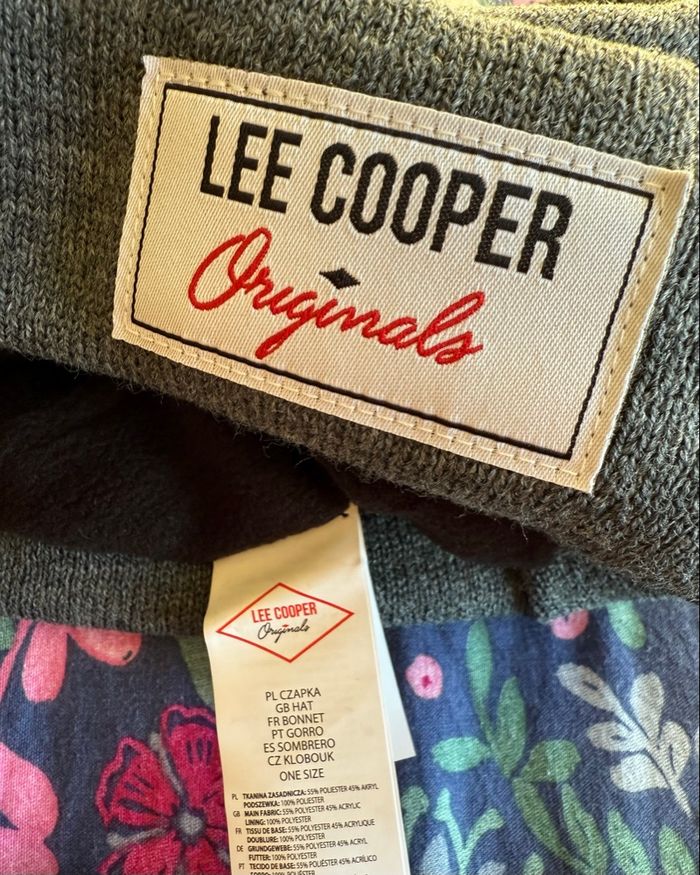 LEE COOPER
Originals
LEE COOPER
Originals
PL CZAPKA
GB HAT
FR BONNET
PT GORRO
ES SOMBRERO
CZ KLOBOUK
ONE SIZE
PL TKANINA ZASADNICZA: 55% POLIESTER 45% AKRYL
PODSZEWKA: 100% POLIESTER
GB MAIN FABRIC: 55% POLYESTER 45% ACRYLIC
LINING: 100% POLYESTER
FR TISSU DE BASE: 55% POLYESTER 45% ACRYLIQUE
DOUBLURE: 100% POLYESTER
DE GRUNDGEWEBE: 55% POLYESTER 45% ACRYL
FUTTER: 100% POLYESTER
PT TECIDO DE BASE: 55% POLIÉSTER 45% ACRÍLICO
FORRO: 100% POLIÉSTER